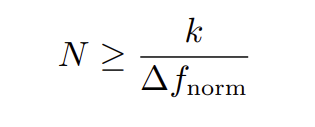 N ≥ k / Δf_norm